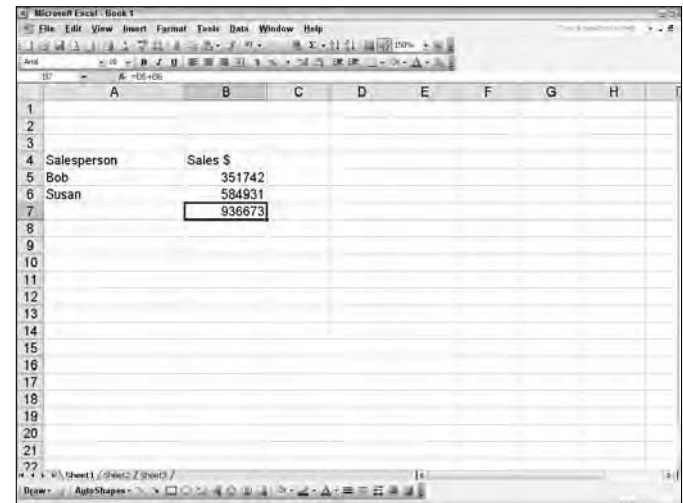 Microsoft Excel - Book 1
File Edit View Insert Format Tools Data Window Help
150%
Arial 10 B I U
B7 =B5+B6
A B C D E F G H
1
2
3
4 Salesperson Sales $
5 Bob 351742
6 Susan 584931
7 936673
8
9
10
11
12
13
14
15
16
17
18
19
20
21
22
Sheet1 / Sheet2 / Sheet3 /
Draw AutoShapes